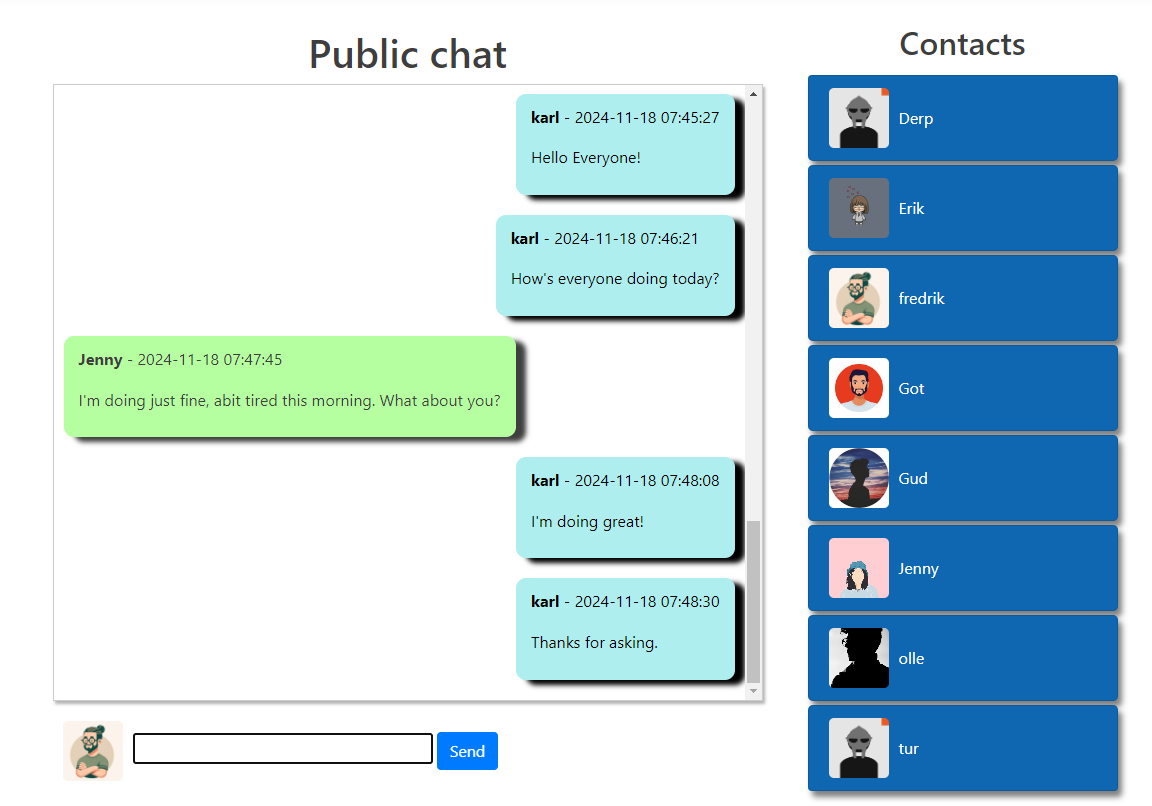 Public chat
karl - 2024-11-18 07:45:27
Hello Everyone!
karl - 2024-11-18 07:46:21
How's everyone doing today?
Jenny - 2024-11-18 07:47:45
I'm doing just fine, abit tired this morning. What about you?
karl - 2024-11-18 07:48:08
I'm doing great!
karl - 2024-11-18 07:48:30
Thanks for asking.
Send
Contacts
Derp
Erik
fredrik
Got
Gud
Jenny
olle
tur